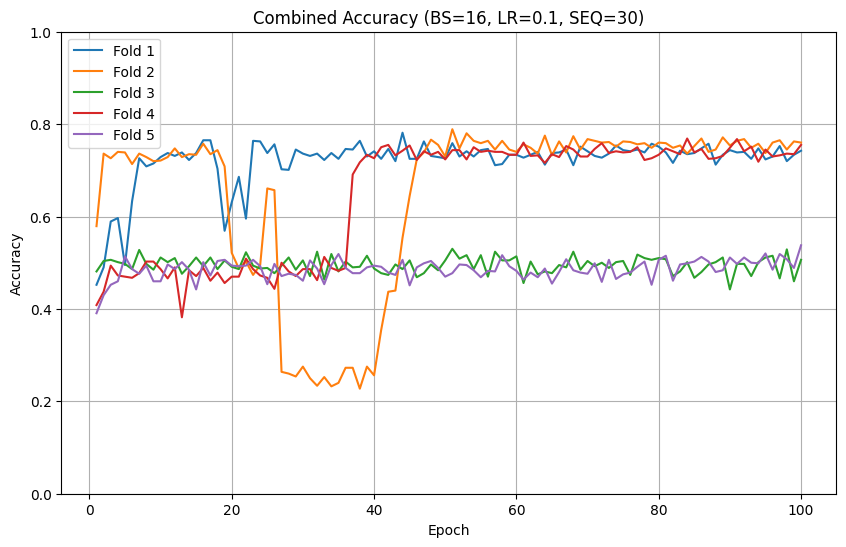 Combined Accuracy (BS=16, LR=0.1, SEQ=30)
Fold 1
Fold 2
Fold 3
Fold 4
Fold 5
Accuracy
1.0
0.8
0.6
0.4
0.2
0.0
0 20 40 60 80 100
Epoch